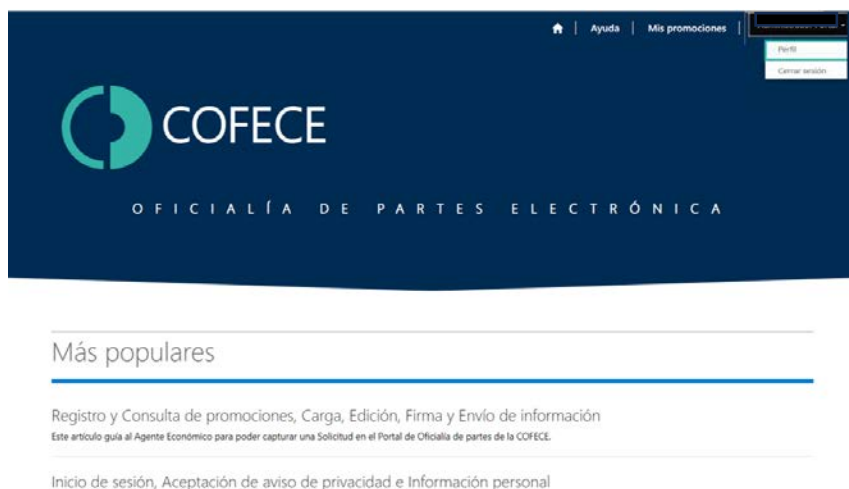 Ayuda | Mis promociones |
Perfil
Cerrar sesión
COFECE
OFICIALÍA DE PARTES ELECTRÓNICA
Más populares
Registro y Consulta de promociones, Carga, Edición, Firma y Envío de información
Este artículo guía al Agente Económico para poder capturar una Solicitud en el Portal de Oficialía de partes de la COFECE.
Inicio de sesión, Aceptación de aviso de privacidad e Información personal